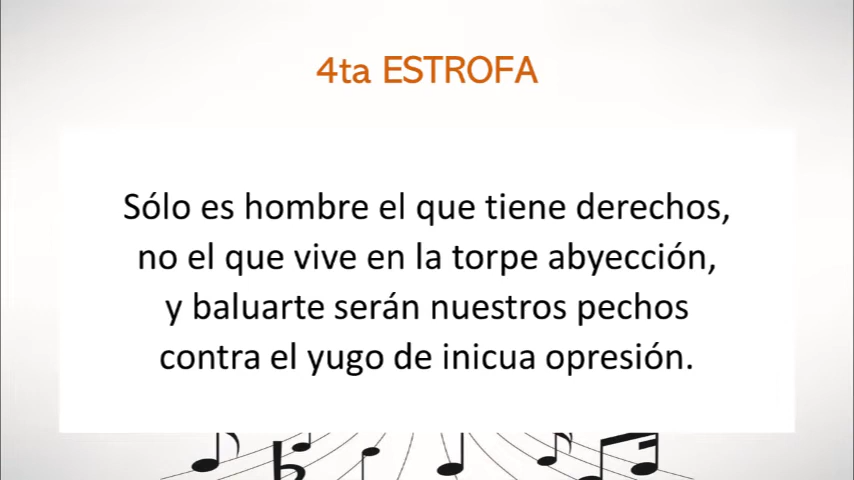 4ta ESTROFA
Sólo es hombre el que tiene derechos,
no el que vive en la torpe abyección,
y baluarte serán nuestros pechos
contra el yugo de inicua opresión.